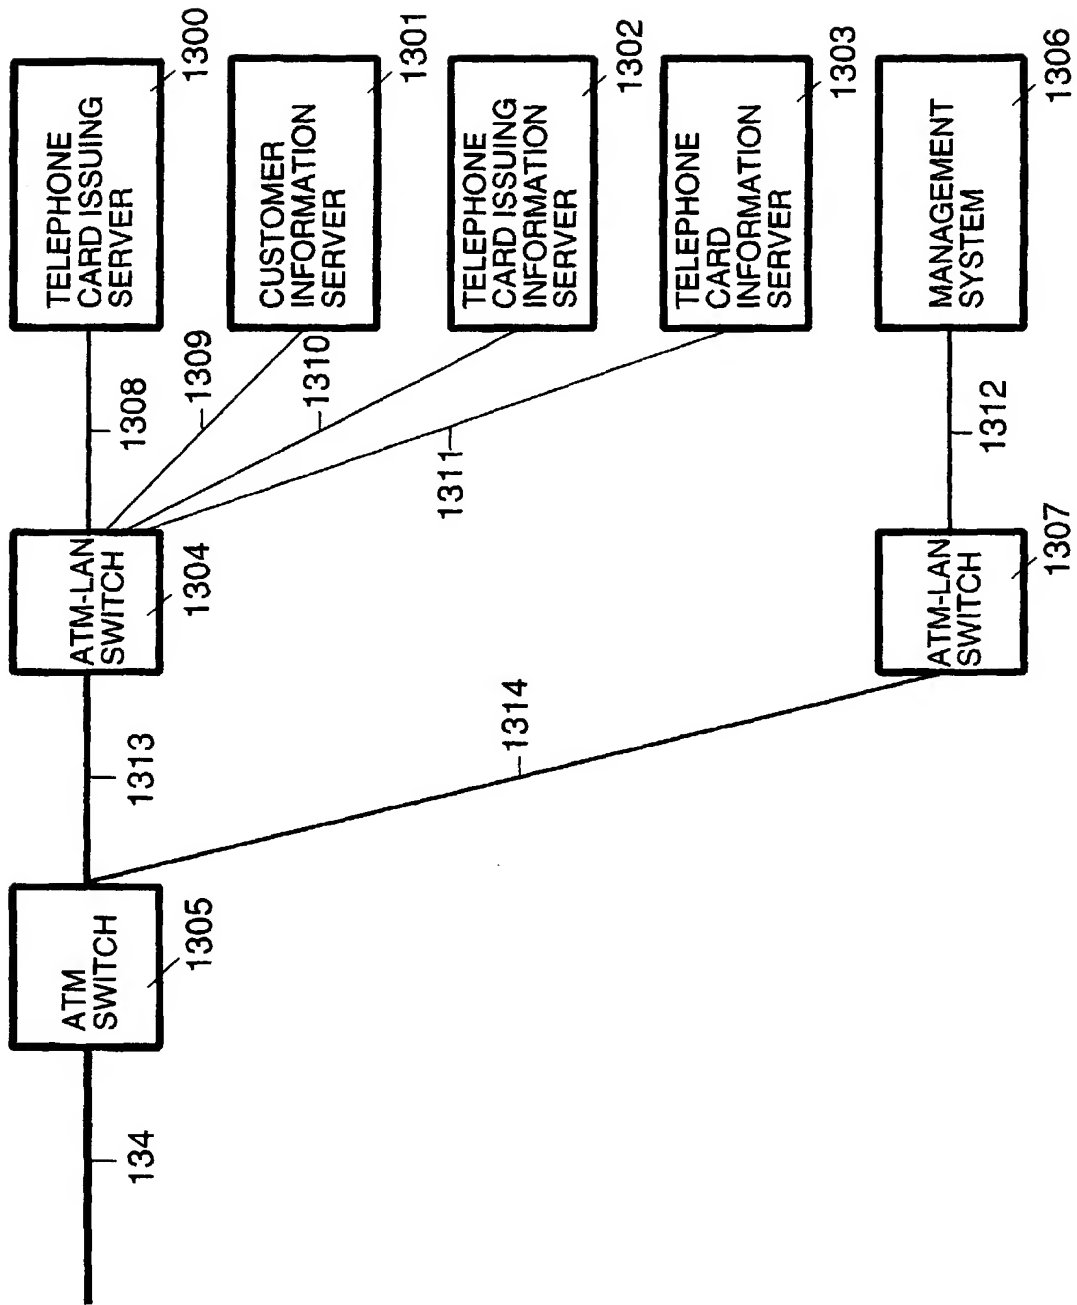 TELEPHONE
CARD ISSUING
SERVER
1300
CUSTOMER
INFORMATION
SERVER
1301
TELEPHONE
CARD ISSUING
INFORMATION
SERVER
1302
TELEPHONE
CARD
INFORMATION
SERVER
1303
MANAGEMENT
SYSTEM
1306
1308
1309
1310
1311
1312
ATM-LAN
SWITCH
1304
ATM-LAN
SWITCH
1307
1313
1314
ATM
SWITCH
1305
134